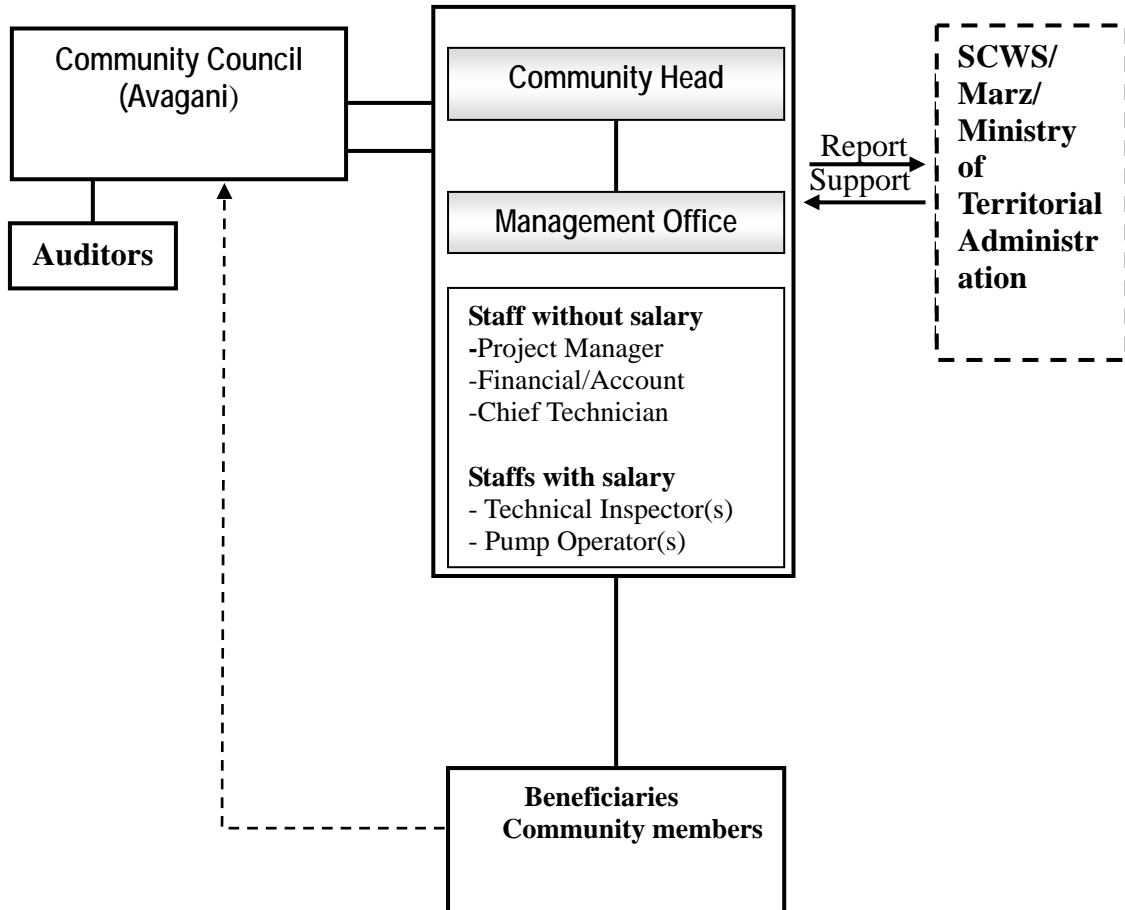 Community Council
(Avagani)
Auditors
Community Head
Management Office
Staff without salary
-Project Manager
-Financial/Account
-Chief Technician
Staffs with salary
- Technical Inspector(s)
- Pump Operator(s)
Report
Support
SCWS/
Marz/
Ministry
of
Territorial
Administr
ation
Beneficiaries
Community members